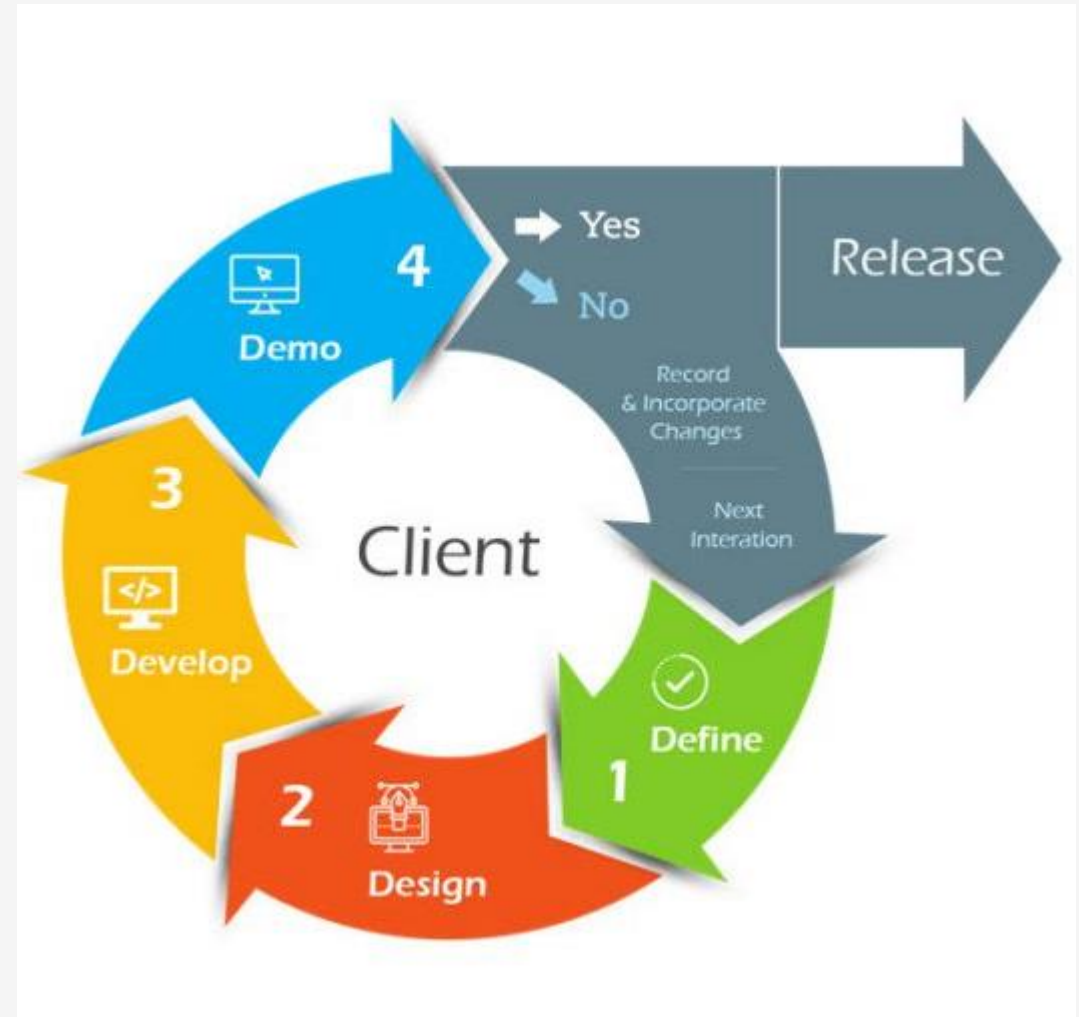 4
Demo
Yes
No
Release
Record
& Incorporate
Changes
Next
Interation
3
</>
Develop
Client
Define
1
2
Design